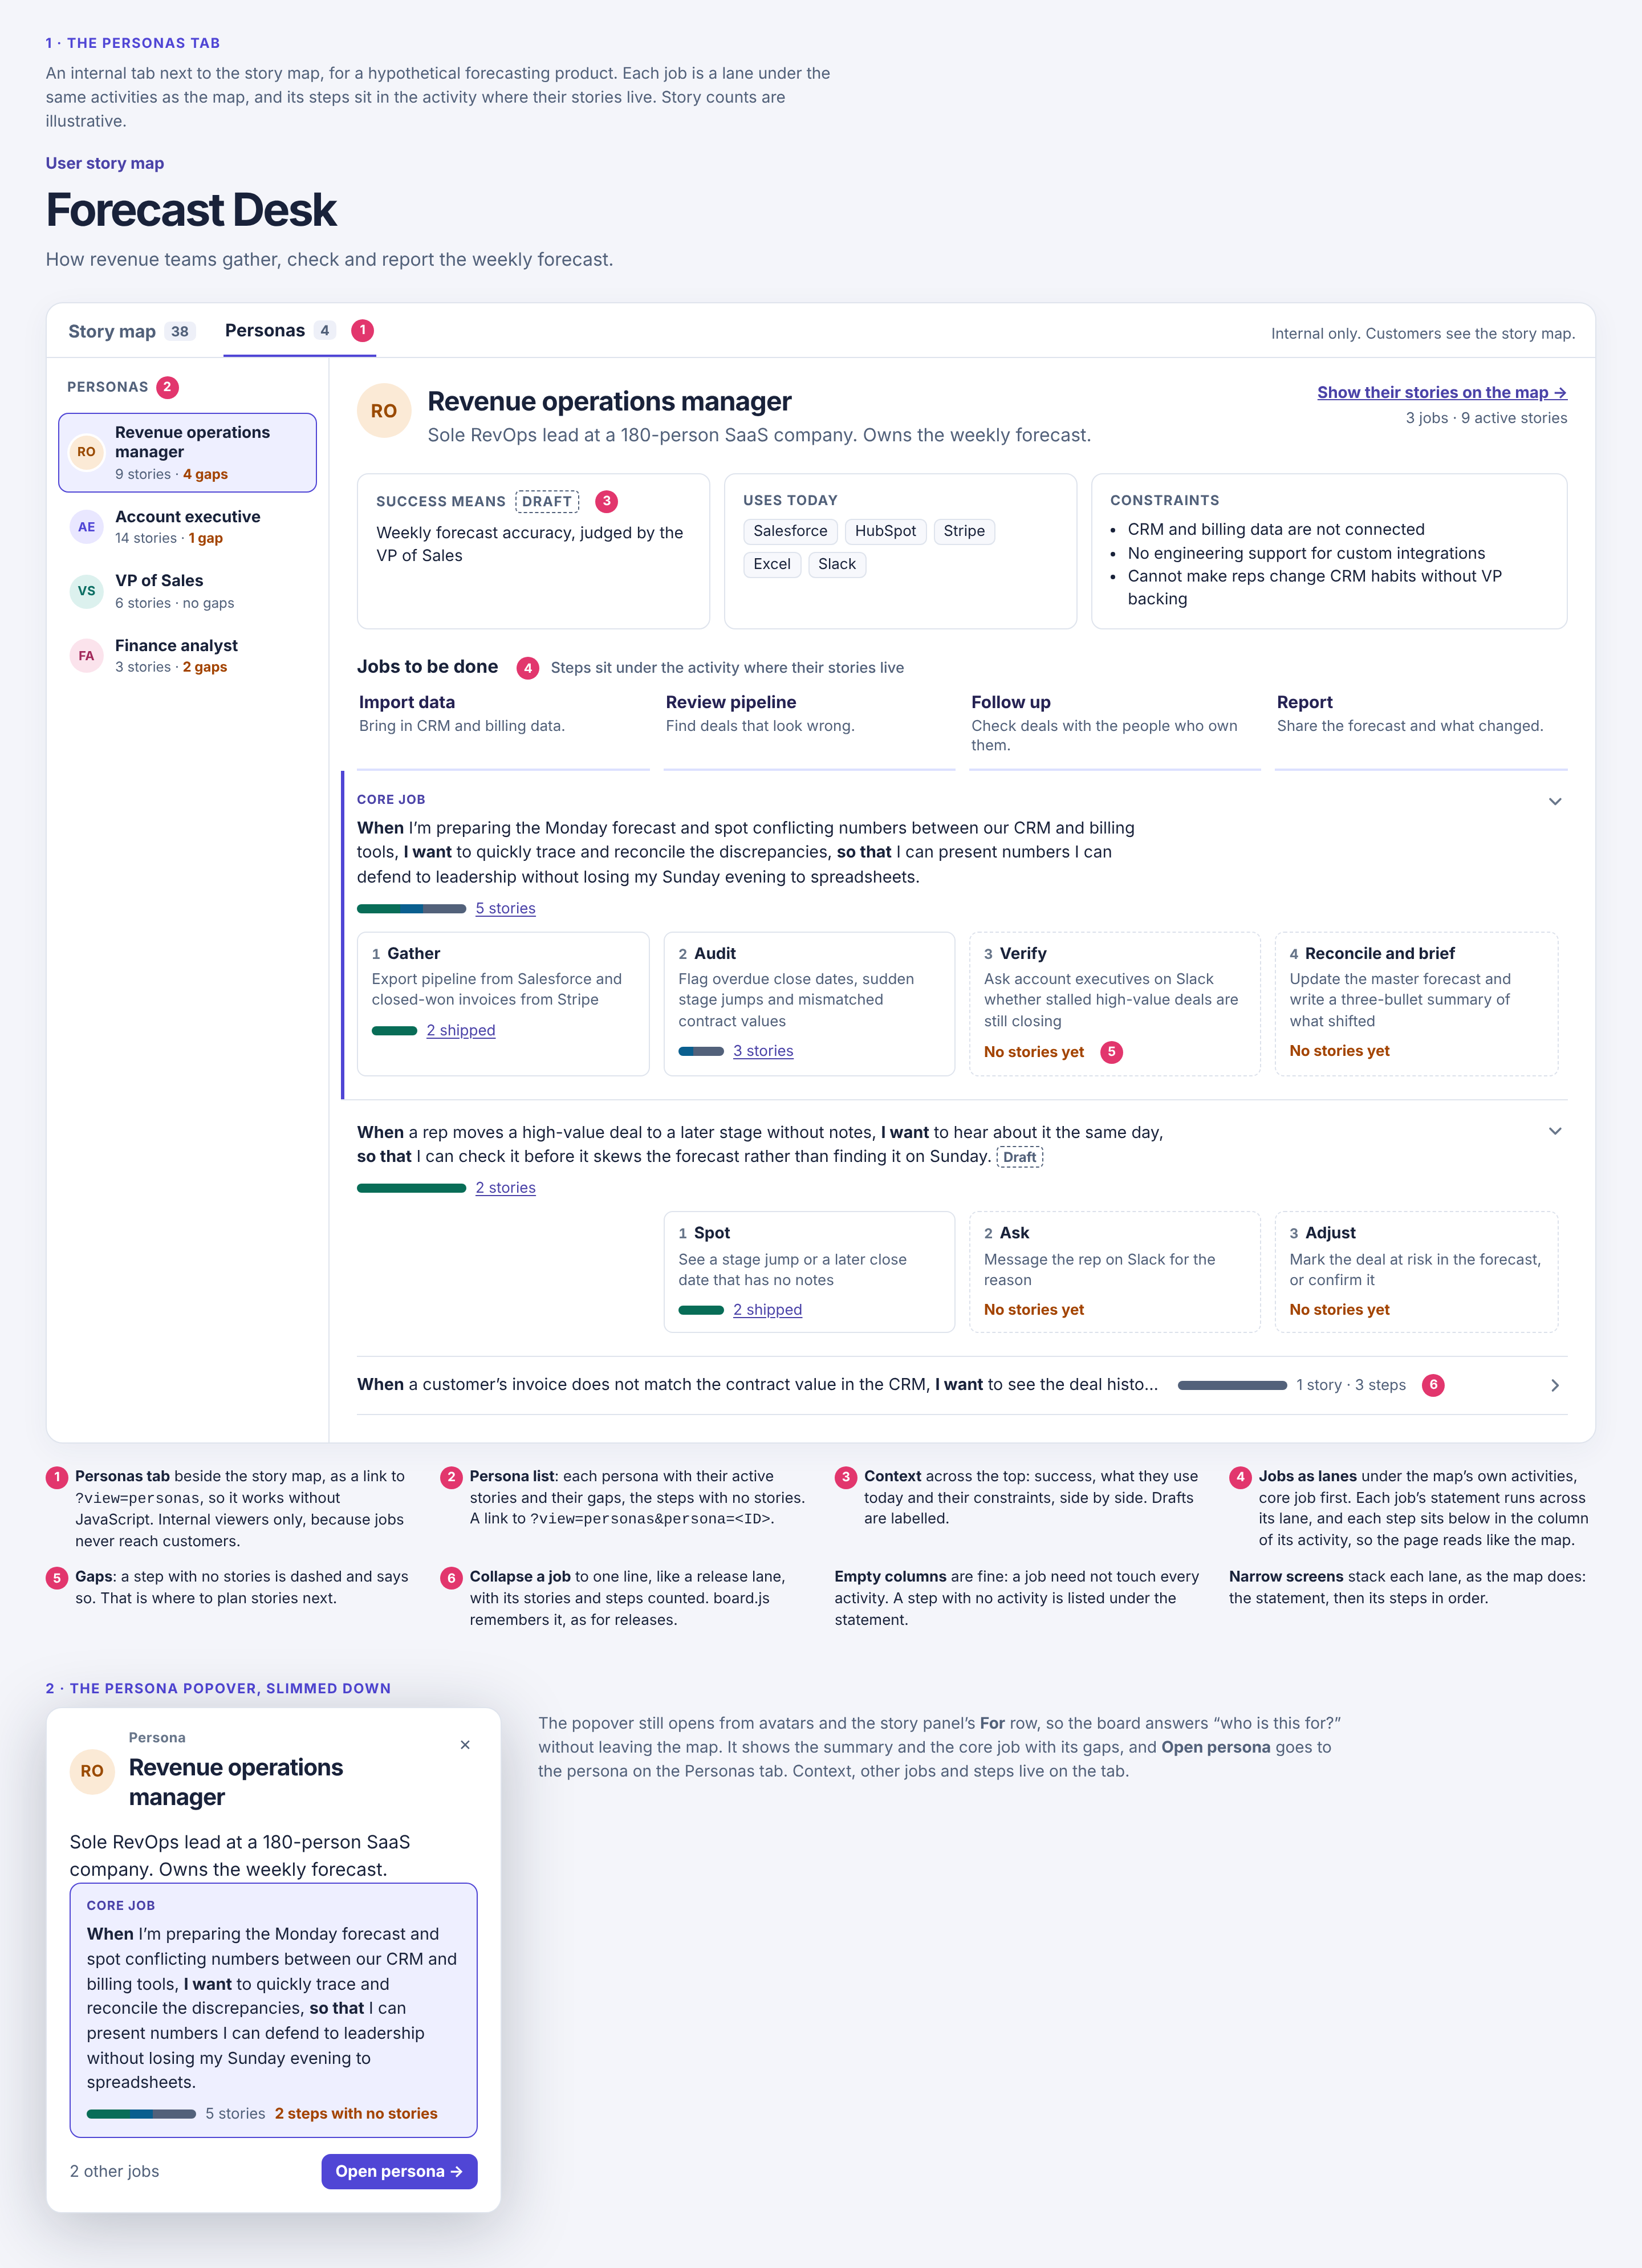 1 · THE PERSONAS TAB
An internal tab next to the story map, for a hypothetical forecasting product. Each job is a lane under the
same activities as the map, and its steps sit in the activity where their stories live. Story counts are
illustrative.
User story map
Forecast Desk
How revenue teams gather, check and report the weekly forecast.
Story map 38 Personas 4 1
Internal only. Customers see the story map.
PERSONAS 2
RO
Revenue operations
manager
9 stories · 4 gaps
AE
Account executive
14 stories · 1 gap
VS
VP of Sales
6 stories · no gaps
FA
Finance analyst
3 stories · 2 gaps
RO
Revenue operations manager
Sole RevOps lead at a 180-person SaaS company. Owns the weekly forecast.
Show their stories on the map →
3 jobs · 9 active stories
SUCCESS MEANS DRAFT 3
Weekly forecast accuracy, judged by the
VP of Sales
USES TODAY
Salesforce HubSpot Stripe
Excel Slack
CONSTRAINTS
• CRM and billing data are not connected
• No engineering support for custom integrations
• Cannot make reps change CRM habits without VP
backing
Jobs to be done 4 Steps sit under the activity where their stories live
Import data
Bring in CRM and billing data.
Review pipeline
Find deals that look wrong.
Follow up
Check deals with the people who own
them.
Report
Share the forecast and what changed.
CORE JOB
When I'm preparing the Monday forecast and spot conflicting numbers between our CRM and billing
tools, I want to quickly trace and reconcile the discrepancies, so that I can present numbers I can
defend to leadership without losing my Sunday evening to spreadsheets.
5 stories
1 Gather
Export pipeline from Salesforce and
closed-won invoices from Stripe
2 shipped
2 Audit
Flag overdue close dates, sudden
stage jumps and mismatched
contract values
3 stories
3 Verify
Ask account executives on Slack
whether stalled high-value deals are
still closing
No stories yet 5
4 Reconcile and brief
Update the master forecast and
write a three-bullet summary of
what shifted
No stories yet
When a rep moves a high-value deal to a later stage without notes, I want to hear about it the same day,
so that I can check it before it skews the forecast rather than finding it on Sunday. Draft
2 stories
1 Spot
See a stage jump or a later close
date that has no notes
2 shipped
2 Ask
Message the rep on Slack for the
reason
No stories yet
3 Adjust
Mark the deal at risk in the forecast,
or confirm it
No stories yet
When a customer's invoice does not match the contract value in the CRM, I want to see the deal histo… 1 story · 3 steps 6
1 Personas tab beside the story map, as a link to
?view=personas, so it works without
JavaScript. Internal viewers only, because jobs
never reach customers.
2 Persona list: each persona with their active
stories and their gaps, the steps with no stories.
A link to ?view=personas&persona=<ID>.
3 Context across the top: success, what they use
today and their constraints, side by side. Drafts
are labelled.
4 Jobs as lanes under the map's own activities,
core job first. Each job's statement runs across
its lane, and each step sits below in the column
of its activity, so the page reads like the map.
5 Gaps: a step with no stories is dashed and says
so. That is where to plan stories next.
6 Collapse a job to one line, like a release lane,
with its stories and steps counted. board.js
remembers it, as for releases.
Empty columns are fine: a job need not touch every
activity. A step with no activity is listed under the
statement.
Narrow screens stack each lane, as the map does:
the statement, then its steps in order.
2 · THE PERSONA POPOVER, SLIMMED DOWN
Persona
×
RO
Revenue operations
manager
Sole RevOps lead at a 180-person SaaS
company. Owns the weekly forecast.
CORE JOB
When I'm preparing the Monday forecast and
spot conflicting numbers between our CRM and
billing tools, I want to quickly trace and
reconcile the discrepancies, so that I can
present numbers I can defend to leadership
without losing my Sunday evening to
spreadsheets.
5 stories 2 steps with no stories
2 other jobs
Open persona →
The popover still opens from avatars and the story panel's For row, so the board answers “who is this for?”
without leaving the map. It shows the summary and the core job with its gaps, and Open persona goes to
the persona on the Personas tab. Context, other jobs and steps live on the tab.